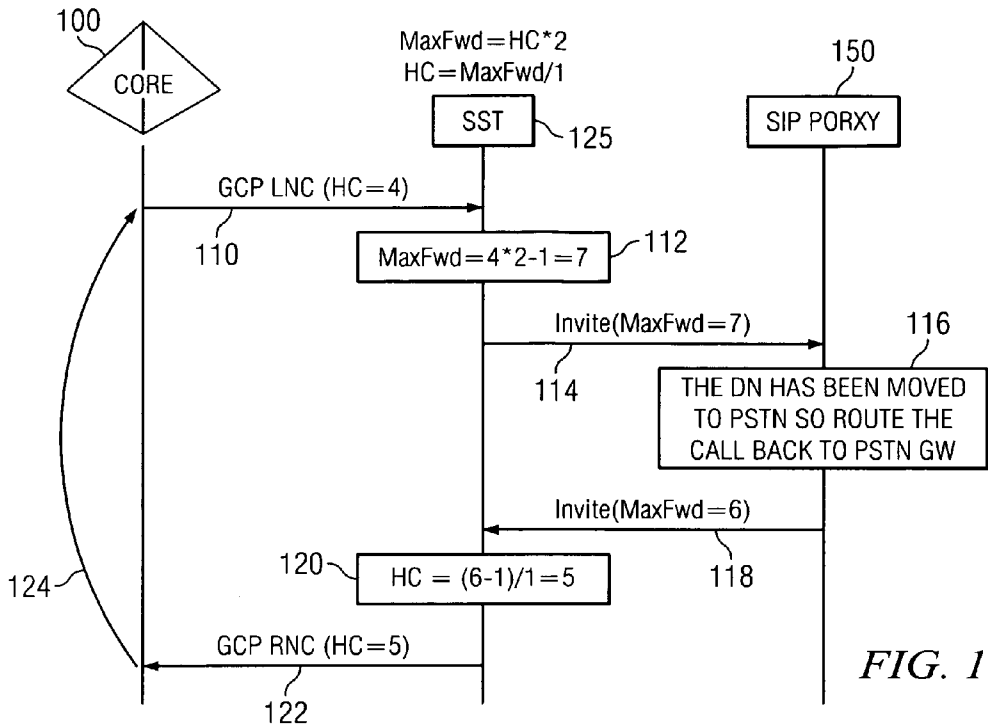 100
CORE
MaxFwd=HC*2
HC=MaxFwd/1
SST
125
150
SIP PORXY
GCP LNC (HC=4)
110
MaxFwd=4*2-1=7
112
Invite(MaxFwd=7)
114
116
THE DN HAS BEEN MOVED
TO PSTN SO ROUTE THE
CALL BACK TO PSTN GW
Invite(MaxFwd=6)
118
120
HC = (6-1)/1=5
124
GCP RNC (HC=5)
122
FIG. 1